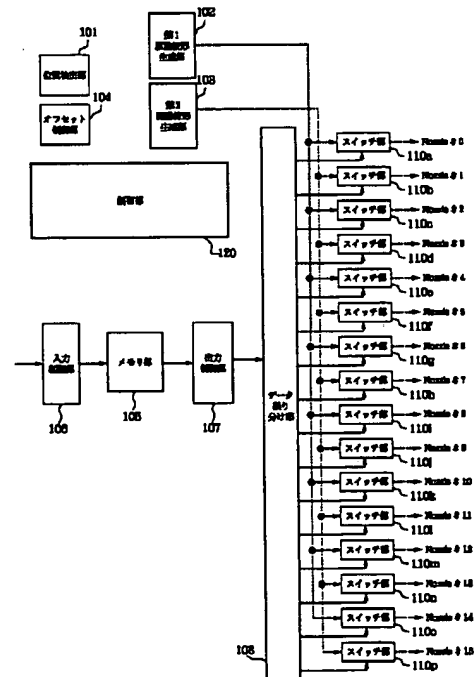 101
102
第1
駆動波形
生成部
103
第2
駆動波形
生成部
104
オフセット
制御部
制御部
120
入力
制御部
メモリ部
出力
制御部
107
データ
振り
分け部
108
スイッチ部
110a
Nozzle # 0
スイッチ部
110b
Nozzle # 1
スイッチ部
110c
Nozzle # 2
スイッチ部
110d
Nozzle # 3
スイッチ部
110e
Nozzle # 4
スイッチ部
110f
Nozzle # 5
スイッチ部
110g
Nozzle # 6
スイッチ部
110h
Nozzle # 7
スイッチ部
110i
Nozzle # 8
スイッチ部
110j
Nozzle # 9
スイッチ部
110k
Nozzle # 10
スイッチ部
110l
Nozzle # 11
スイッチ部
110m
Nozzle # 12
スイッチ部
110n
Nozzle # 13
スイッチ部
110o
Nozzle # 14
スイッチ部
110p
Nozzle # 15